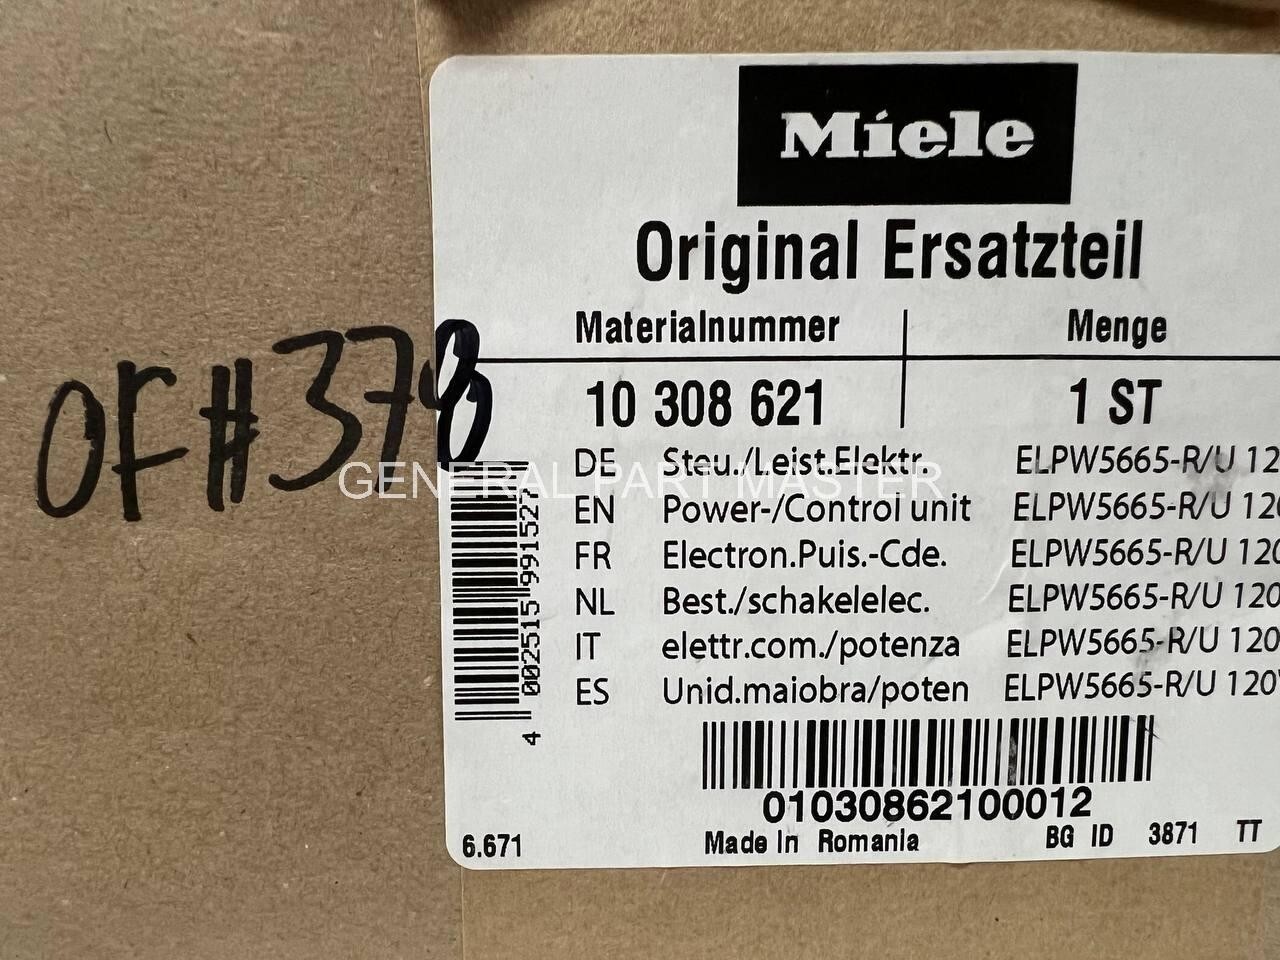 Miele
Original Ersatzteil
Materialnummer Menge
10 308 621 1 ST
OF#378
DE Steu./Leist.Elektr. ELPW5665-R/U 12
GENERAL PART MASTER
EN Power-/Control unit ELPW5665-R/U 120
FR Electron.Puis.-Cde. ELPW5665-R/U 120
NL Best./schakelelec. ELPW5665-R/U 120
IT elettr.com./potenza ELPW5665-R/U 120
ES Unid.maiobra/poten ELPW5665-R/U 120V
4 002515 991527
01030862100012
6.671 Made In Romania BG ID 3871 TT